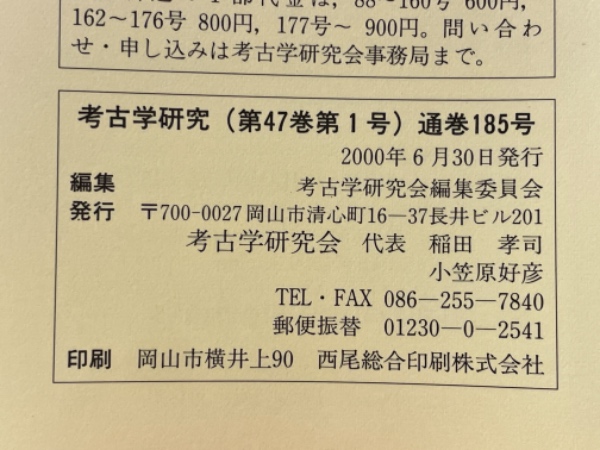 162～176号 800円，177号～ 900円。問い合わ
せ・申し込みは考古学研究会事務局まで。
考古学研究（第47巻第1号）通巻185号
2000年6月30日発行
編集 考古学研究会編集委員会
発行 〒700-0027 岡山市清心町16―37長井ビル201
考古学研究会 代表 稲田 孝司
小笠原好彦
TEL・FAX 086―255―7840
郵便振替 01230―0―2541
印刷 岡山市横井上90 西尾総合印刷株式会社